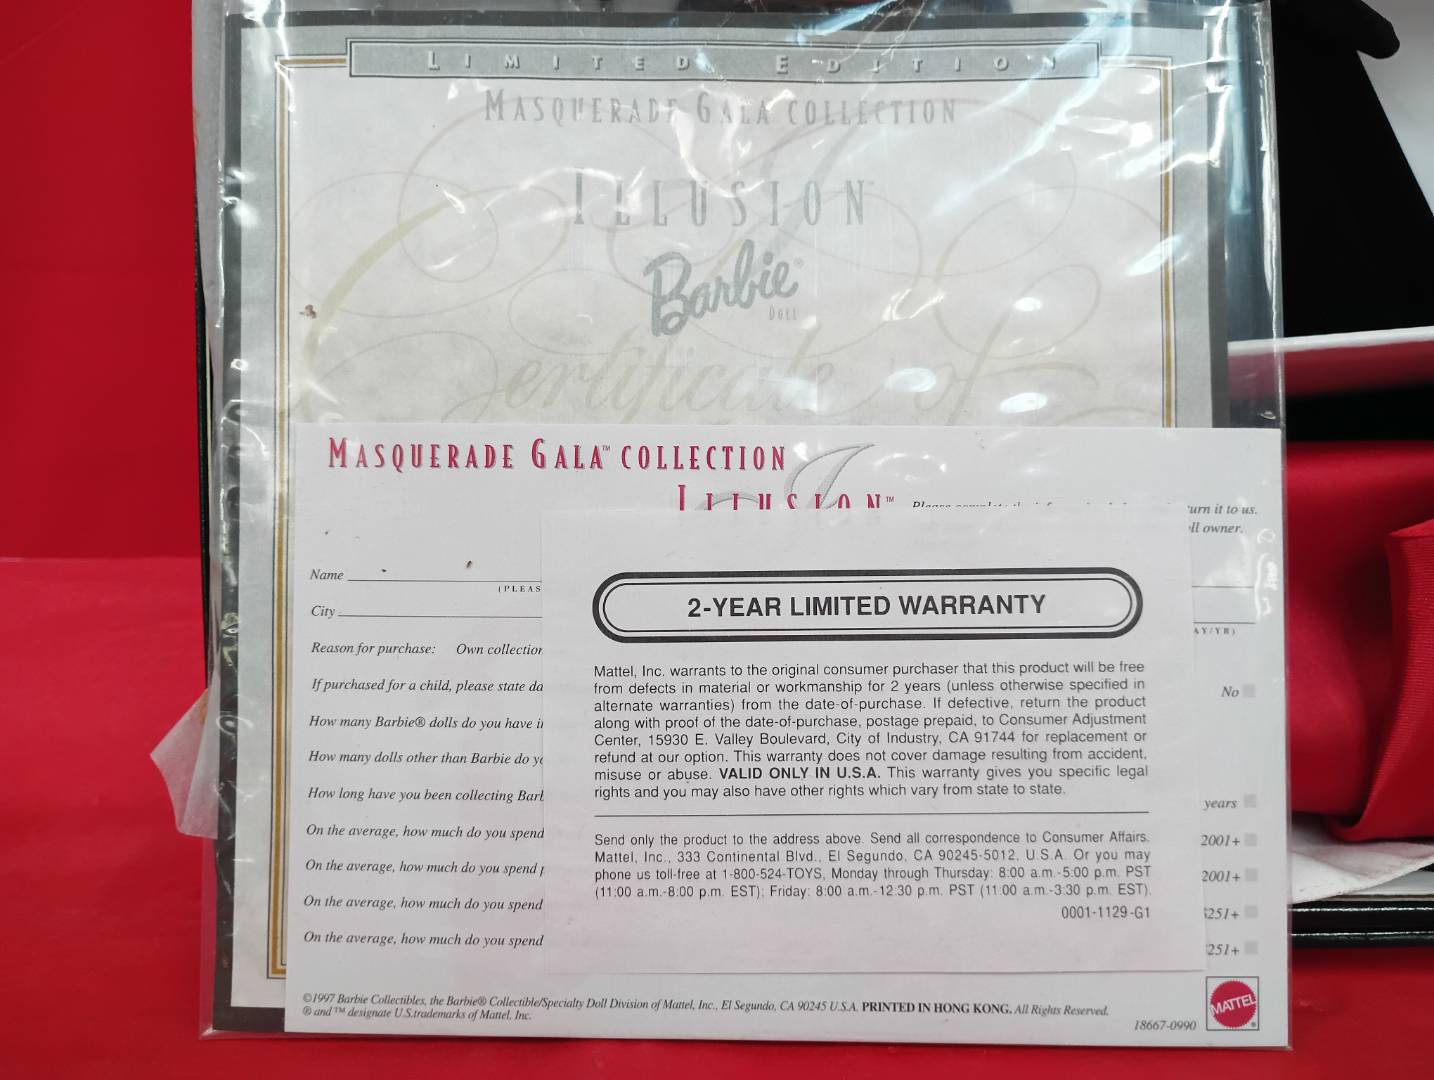 LIMITED EDITION
MASQUERADE GALA COLLECTION
ILLUSION™
Barbie®
DOLL
Certificate of
MASQUERADE GALA™ COLLECTION
ILLUSION™
Please complete the
urn it to us.
ll owner.
Name
(PLEAS
City
AY/YR)
Reason for purchase: Own collection
If purchased for a child, please state da
No
How many Barbie® dolls do you have i
How many dolls other than Barbie do y
How long have you been collecting Barb
years
On the average, how much do you spend
2001+
On the average, how much do you spend
2001+
On the average, how much do you spend
$251+
On the average, how much do you spend
251+
2-YEAR LIMITED WARRANTY
Mattel, Inc. warrants to the original consumer purchaser that this product will be free
from defects in material or workmanship for 2 years (unless otherwise specified in
alternate warranties) from the date-of-purchase. If defective, return the product
along with proof of the date-of-purchase, postage prepaid, to Consumer Adjustment
Center, 15930 E. Valley Boulevard, City of Industry, CA 91744 for replacement or
refund at our option. This warranty does not cover damage resulting from accident,
misuse or abuse. VALID ONLY IN U.S.A. This warranty gives you specific legal
rights and you may also have other rights which vary from state to state.
Send only the product to the address above. Send all correspondence to Consumer Affairs,
Mattel, Inc., 333 Continental Blvd., El Segundo, CA 90245-5012, U.S.A. Or you may
phone us toll-free at 1-800-524-TOYS, Monday through Thursday: 8:00 a.m.-5:00 p.m. PST
(11:00 a.m.-8:00 p.m. EST); Friday: 8:00 a.m.-12:30 p.m. PST (11:00 a.m.-3:30 p.m. EST).
0001-1129-G1
©1997 Barbie Collectibles, the Barbie® Collectible/Specialty Doll Division of Mattel, Inc., El Segundo, CA 90245 U.S.A. PRINTED IN HONG KONG. All Rights Reserved.
® and ™ designate U.S.trademarks of Mattel, Inc.
18667-0990
MATTEL®